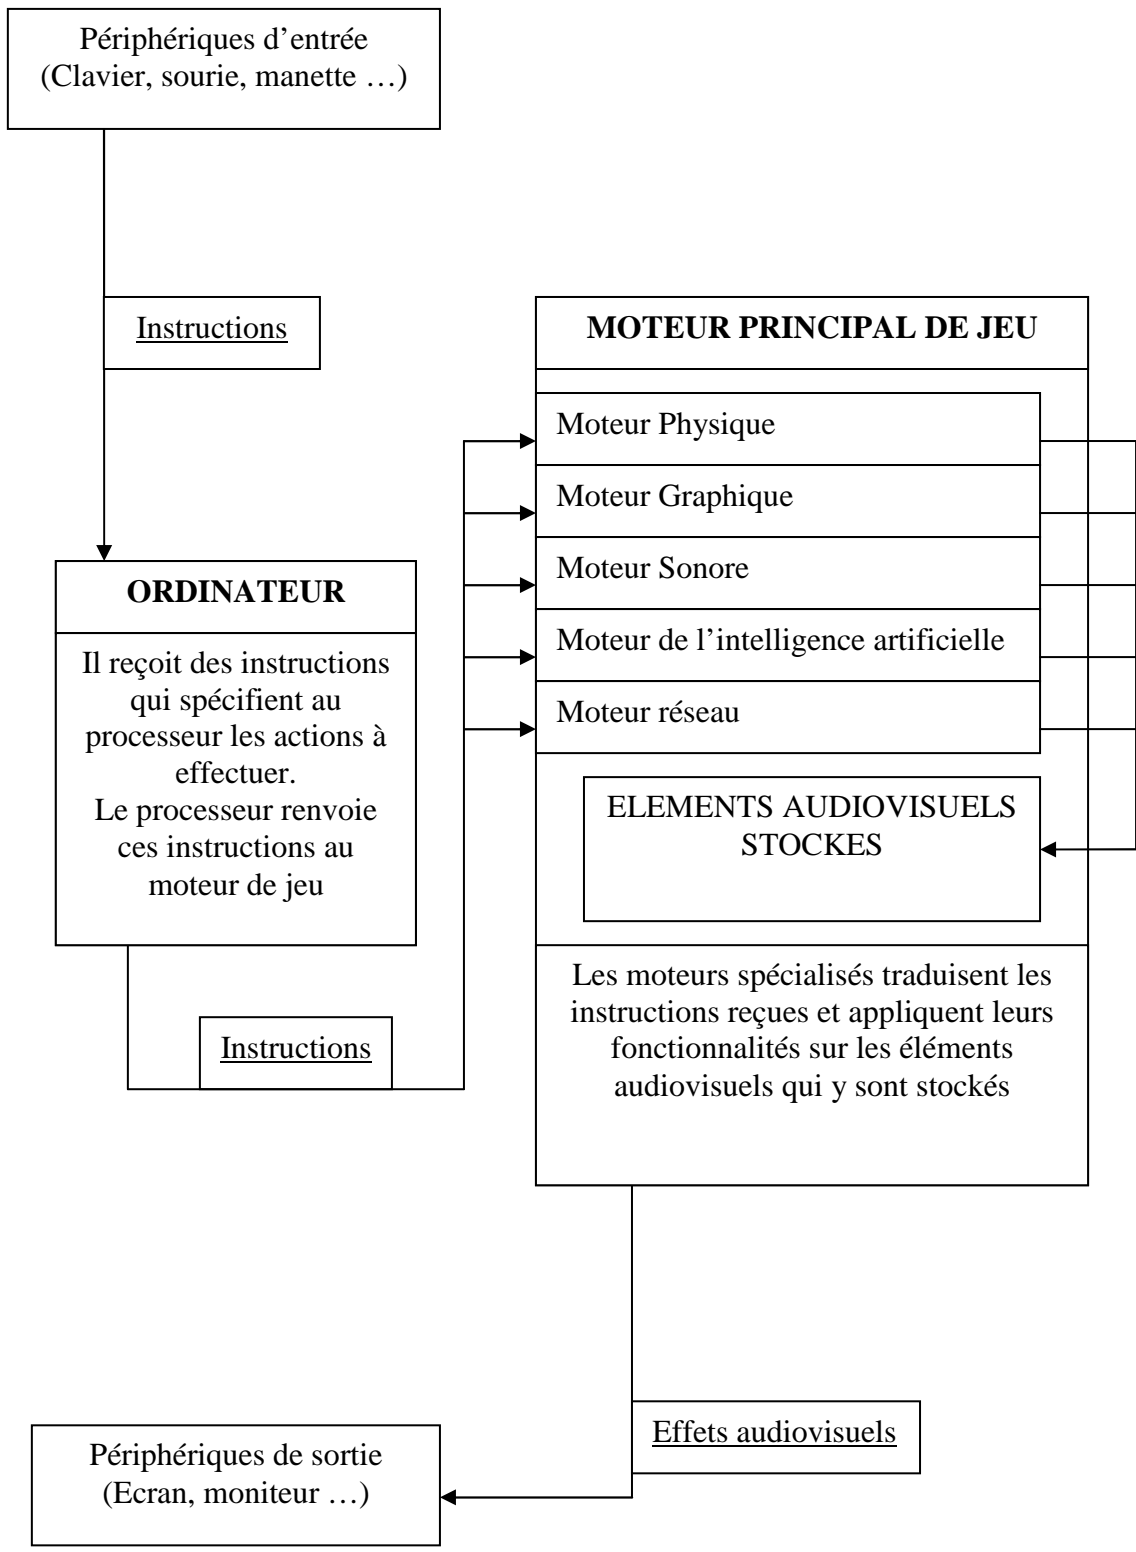 Périphériques d’entrée
(Clavier, sourie, manette …)
Instructions
MOTEUR PRINCIPAL DE JEU
Moteur Physique
Moteur Graphique
Moteur Sonore
Moteur de l’intelligence artificielle
Moteur réseau
ELEMENTS AUDIOVISUELS
STOCKES
ORDINATEUR
Il reçoit des instructions
qui spécifient au
processeur les actions à
effectuer.
Le processeur renvoie
ces instructions au
moteur de jeu
Les moteurs spécialisés traduisent les
instructions reçues et appliquent leurs
fonctionnalités sur les éléments
audiovisuels qui y sont stockés
Instructions
Effets audiovisuels
Périphériques de sortie
(Ecran, moniteur …)